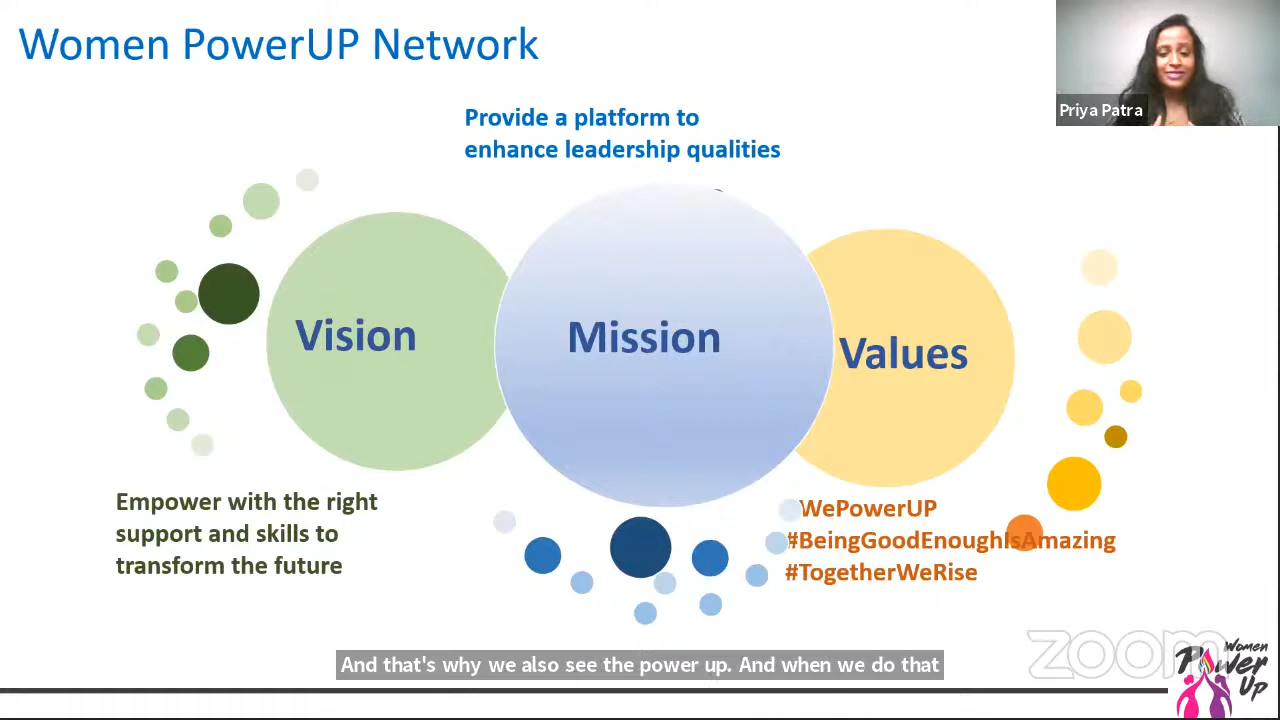 Women PowerUP Network
Priya Patra
Provide a platform to
enhance leadership qualities
Vision
Mission
Values
Empower with the right
support and skills to
transform the future
WePowerUP
#BeingGoodEnoughIsAmazing
#TogetherWeRise
zoom
Women
Power
Up
And that's why we also see the power up. And when we do that